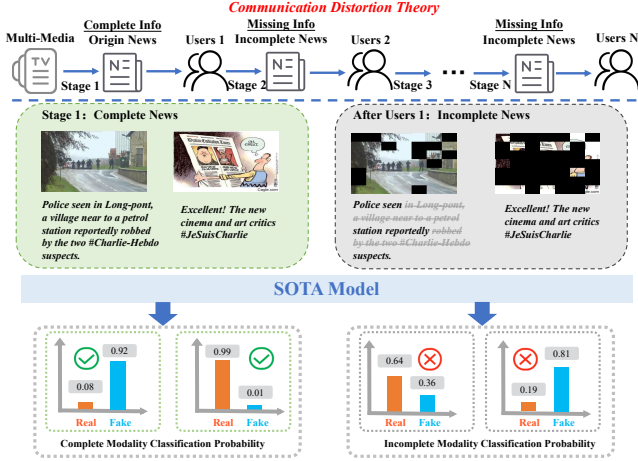 Communication Distortion Theory
Complete Info
Origin News
Missing Info
Incomplete News
Missing Info
Incomplete News
Multi-Media
Users 1
Users 2
Users N
TV
Stage 1
Stage 2
Stage 3
...
Stage N
Stage 1: Complete News
After Users 1: Incomplete News
Police seen in Long-pont,
a village near to a petrol
station reportedly robbed
by the two #Charlie-Hebdo
suspects.
Excellent! The new
cinema and art critics
#JeSuisCharlie
Police seen in Long-pont,
a village near to a petrol
station reportedly robbed
by the two #Charlie-Hebdo
suspects.
Excellent! The new
cinema and art critics
#JeSuisCharlie
SOTA Model
0.92
0.08
Real Fake
0.99
0.01
Real Fake
0.64
0.36
Real Fake
0.81
0.19
Real Fake
Complete Modality Classification Probability
Incomplete Modality Classification Probability